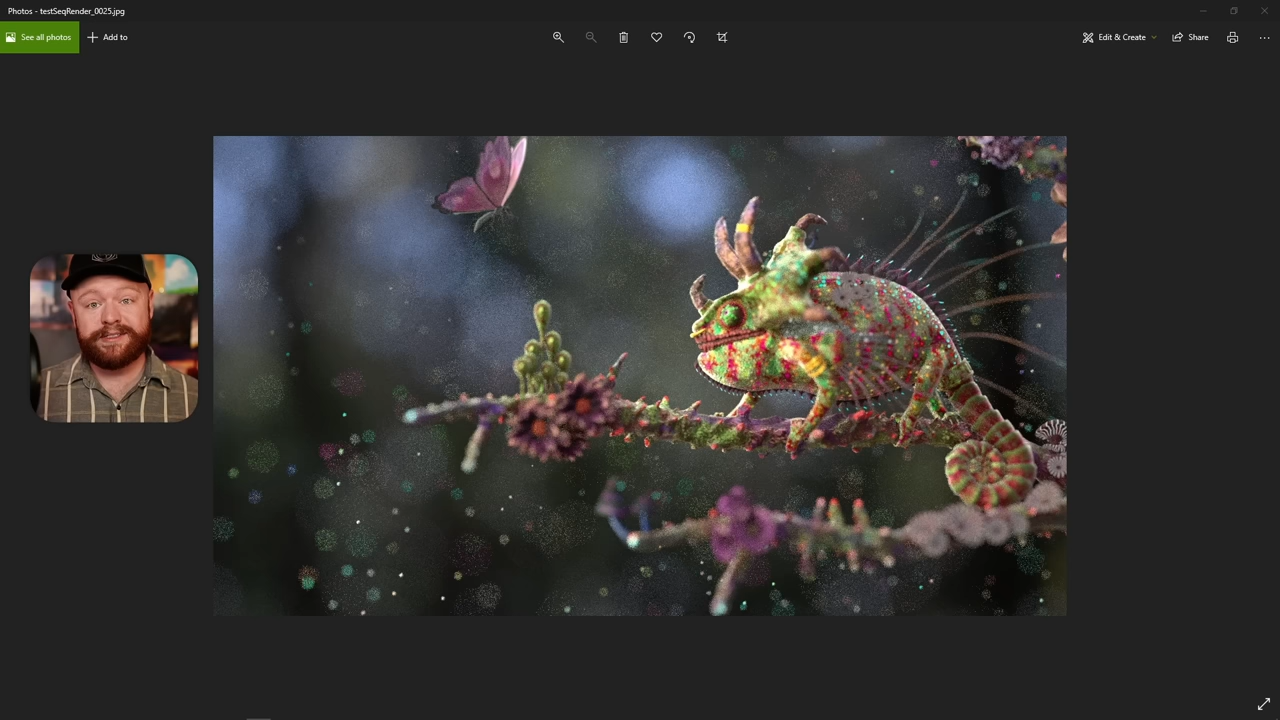 Photos - testSeqRender_0025.jpg
See all photos
Add to
Edit & Create
Share